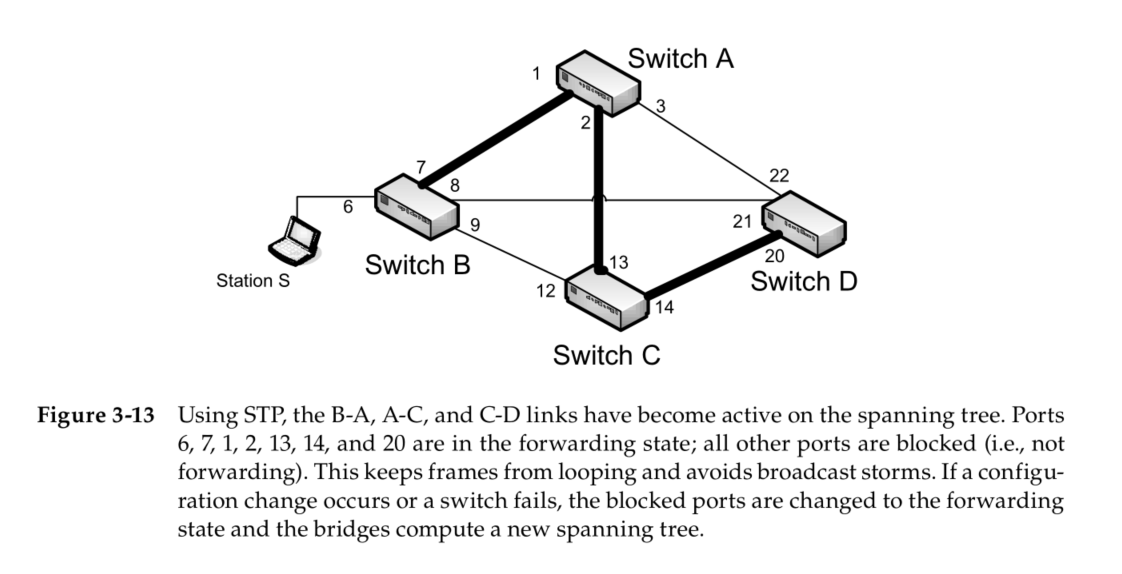 Switch A
1
3
2
7
22
8
6
21
9
20
Switch B
Switch D
Station S
13
12
14
Switch C
Figure 3-13 Using STP, the B-A, A-C, and C-D links have become active on the spanning tree. Ports
6, 7, 1, 2, 13, 14, and 20 are in the forwarding state; all other ports are blocked (i.e., not
forwarding). This keeps frames from looping and avoids broadcast storms. If a configu-
ration change occurs or a switch fails, the blocked ports are changed to the forwarding
state and the bridges compute a new spanning tree.